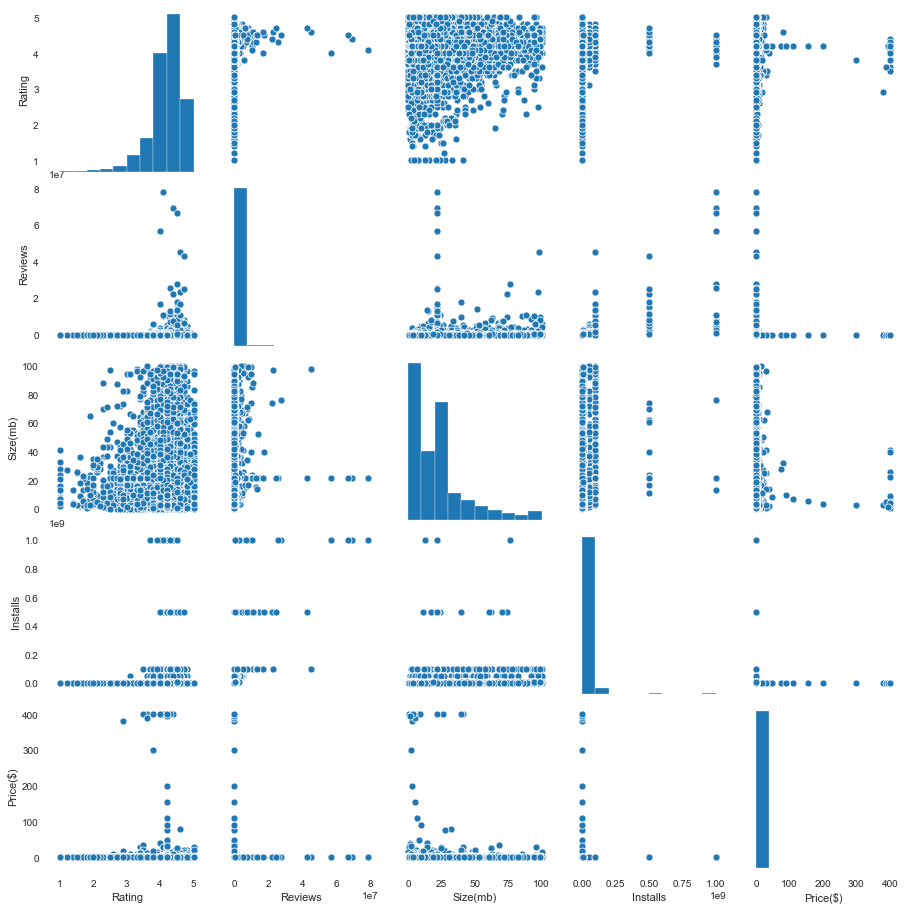 5
4
3
2
1
Rating
1e7
8
6
4
2
0
Reviews
100
80
60
40
20
0
Size(mb)
1e9
1.0
0.8
0.6
0.4
0.2
0.0
Installs
400
300
200
100
0
Price($)
1 2 3 4 5
Rating
0 2 4 6 8
Reviews 1e7
0 25 50 75 100
Size(mb)
0.00 0.25 0.50 0.75 1.00
Installs 1e9
0 100 200 300 400
Price($)